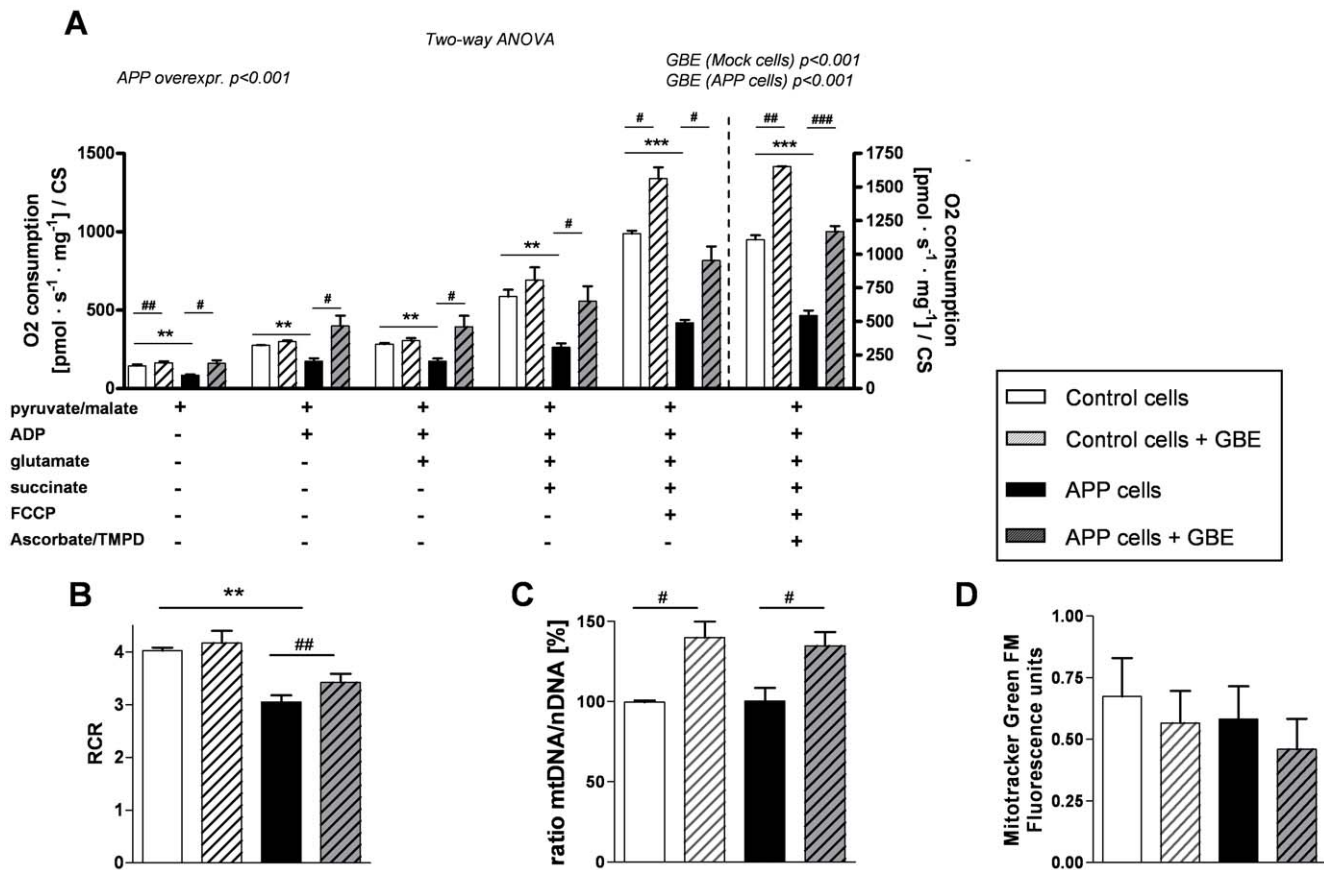 A
Two-way ANOVA
APP overexpr. p<0.001
GBE (Mock cells) p<0.001
GBE (APP cells) p<0.001
# # ## ###
*** ***
1500 1750
1500
1000 1250
1000
500 750
500
250
0 0
O2 consumption
[pmol · s⁻¹ · mg⁻¹] / CS
O2 consumption
[pmol · s⁻¹ · mg⁻¹] / CS
## #
**
#
**
#
**
#
**
pyruvate/malate + + + + + +
ADP - + + + + +
glutamate - - + + + +
succinate - - - + + +
FCCP - - - - + +
Ascorbate/TMPD - - - - - +
Control cells
Control cells + GBE
APP cells
APP cells + GBE
B
**
##
RCR
4
3
2
1
0
C
# #
ratio mtDNA/nDNA [%]
150
100
50
0
D
Mitotracker Green FM
Fluorescence units
1.00
0.75
0.50
0.25
0.00